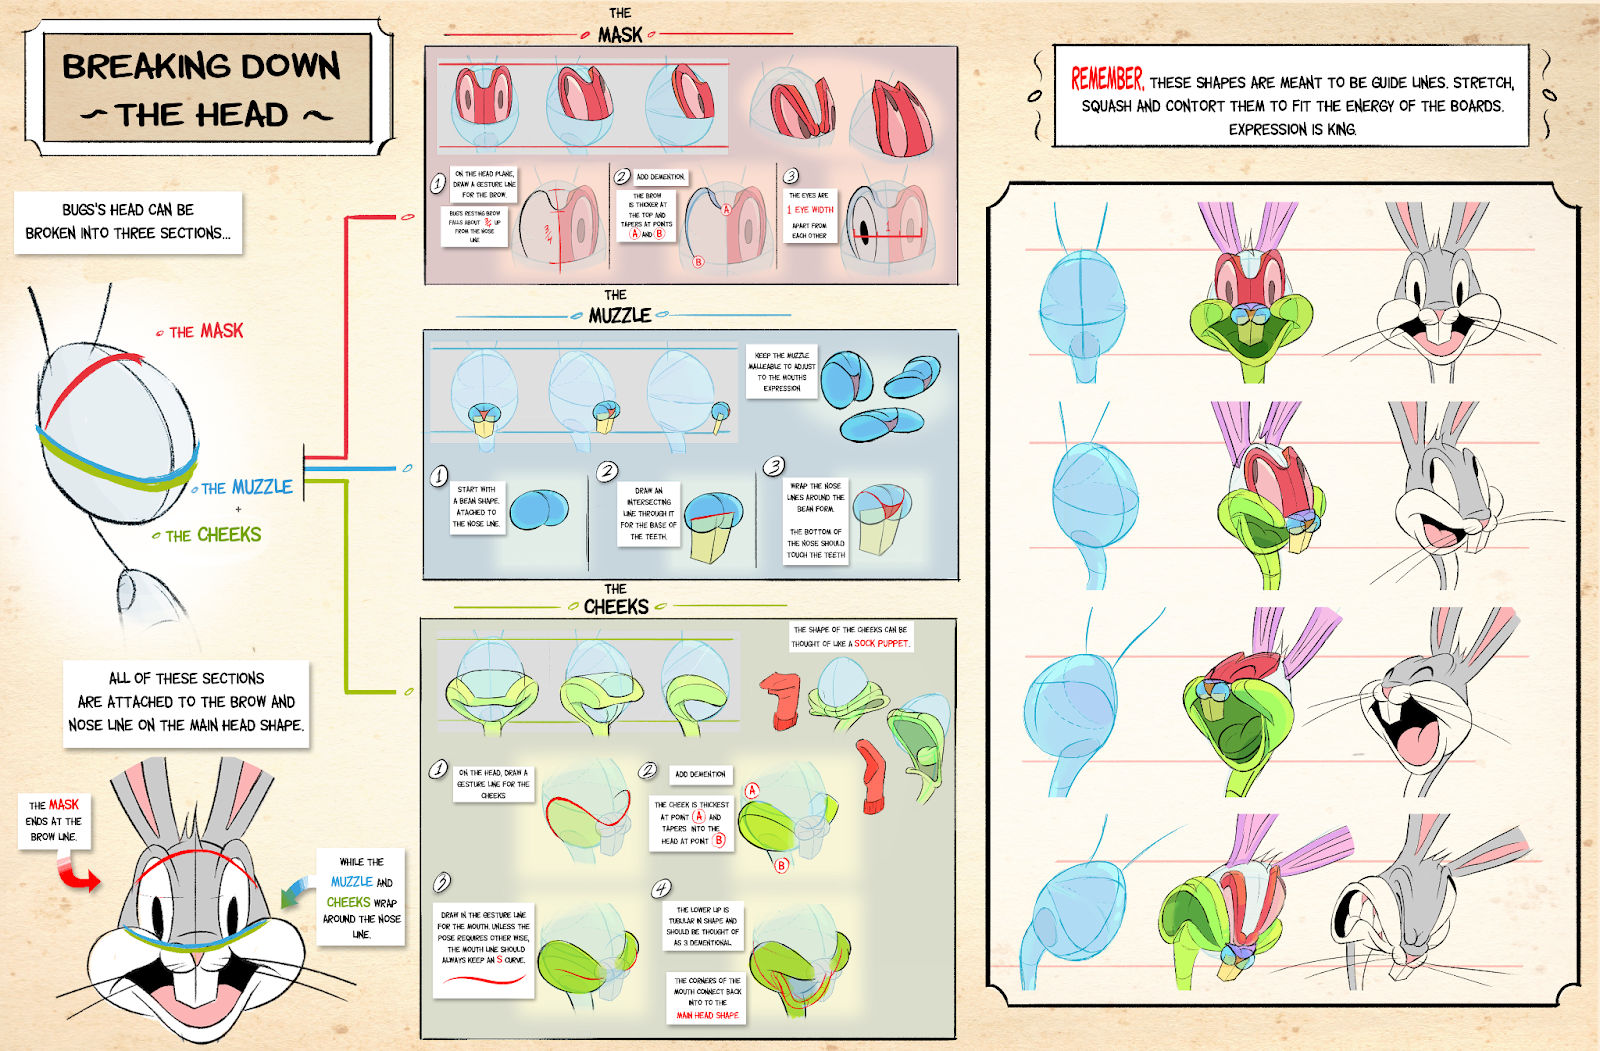 BREAKING DOWN
~ THE HEAD ~
BUGS'S HEAD CAN BE
BROKEN INTO THREE SECTIONS...
THE MASK
THE MUZZLE
+
THE CHEEKS
ALL OF THESE SECTIONS
ARE ATTACHED TO THE BROW AND
NOSE LINE ON THE MAIN HEAD SHAPE.
THE MASK
ENDS AT THE
BROW LINE.
WHILE THE
MUZZLE AND
CHEEKS WRAP
AROUND THE NOSE
LINE.
THE
MASK
1
ON THE HEAD PLANE,
DRAW A GESTURE LINE
FOR THE BROW.
BUGS RESTING BROW
FALLS ABOUT 3/4 UP
FROM THE NOSE
LINE
3/4
2
ADD DEMENTION.
THE BROW
IS THICKER AT
THE TOP AND
TAPERS AT POINTS
A AND B
A
B
3
THE EYES ARE
1 EYE WIDTH
APART FROM
EACH OTHER
1
THE
MUZZLE
KEEP THE MUZZLE
MALLEABLE TO ADJUST
TO THE MOUTHS
EXPRESSION
1
START WITH
A BEAN SHAPE.
ATACHED TO
THE NOSE LINE.
2
DRAW AN
INTERSECTING
LINE THROUGH IT
FOR THE BASE OF
THE TEETH.
3
WRAP THE NOSE
LINES AROUND THE
BEAN FORM.
THE BOTTOM OF
THE NOSE SHOULD
TOUCH THE TEETH
THE
CHEEKS
THE SHAPE OF THE CHEEKS CAN BE
THOUGHT OF LIKE A SOCK PUPPET.
1
ON THE HEAD, DRAW A
GESTURE LINE FOR THE
CHEEKS
2
ADD DEMENTION
THE CHEEK IS THICKEST
AT POINT A AND
TAPERS INTO THE
HEAD AT POINT B
A
B
3
DRAW IN THE GESTURE LINE
FOR THE MOUTH. UNLESS THE
POSE REQUIRES OTHER WISE,
THE MOUTH LINE SHOULD
ALWAYS KEEP AN S CURVE.
4
THE LOWER LIP IS
TUBULAR IN SHAPE AND
SHOULD BE THOUGHT OF
AS 3 DEMENTIONAL.
THE CORNERS OF THE
MOUTH CONNECT BACK
INTO TO THE
MAIN HEAD SHAPE
REMEMBER, THESE SHAPES ARE MEANT TO BE GUIDE LINES. STRETCH,
SQUASH AND CONTORT THEM TO FIT THE ENERGY OF THE BOARDS.
EXPRESSION IS KING.